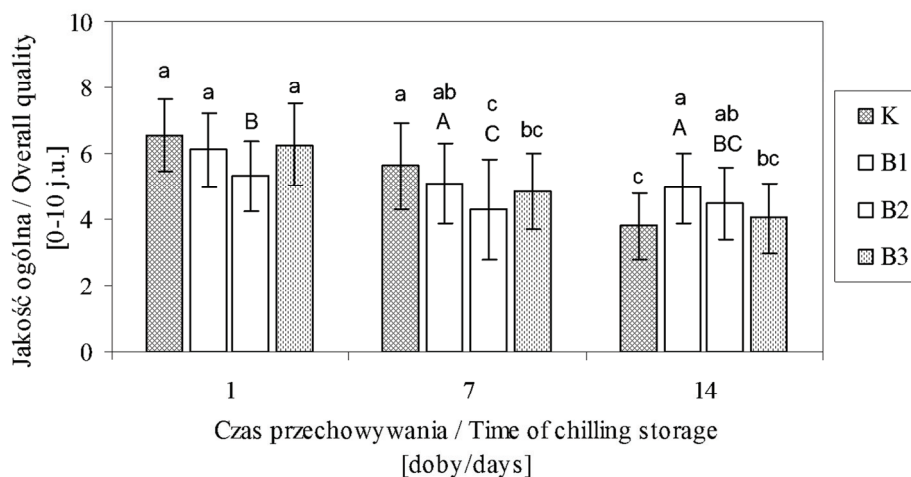 Jakość ogólna / Overall quality
[0-10 j.u.]
10
8
6
4
2
0
a
a
B
a
a
ab
A
c
C
bc
c
a
A
ab
BC
bc
1
7
14
Czas przechowywania / Time of chilling storage
[doby/days]
K
B1
B2
B3